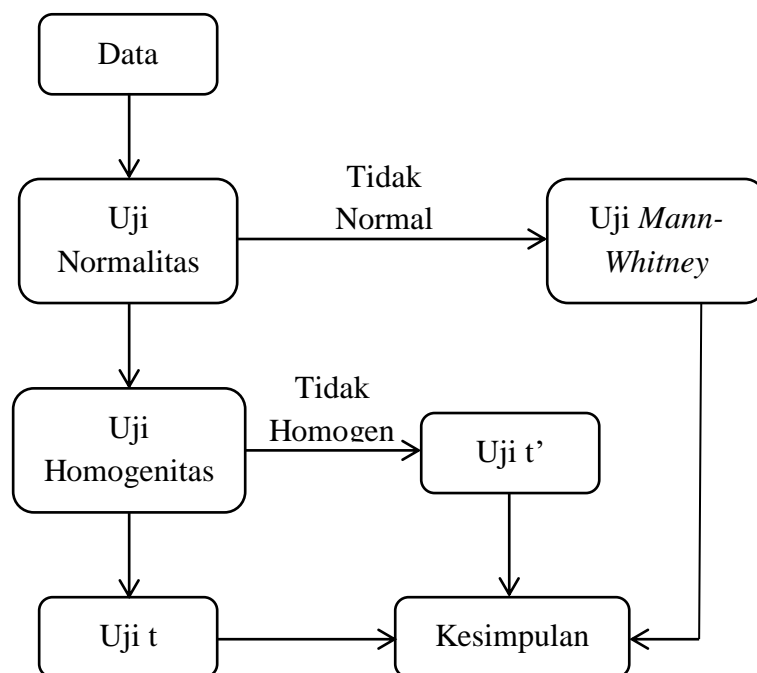 Data
Tidak
Normal
Uji
Normalitas
Uji Mann-
Whitney
Tidak
Homogen
Uji
Homogenitas
Uji t’
Uji t
Kesimpulan